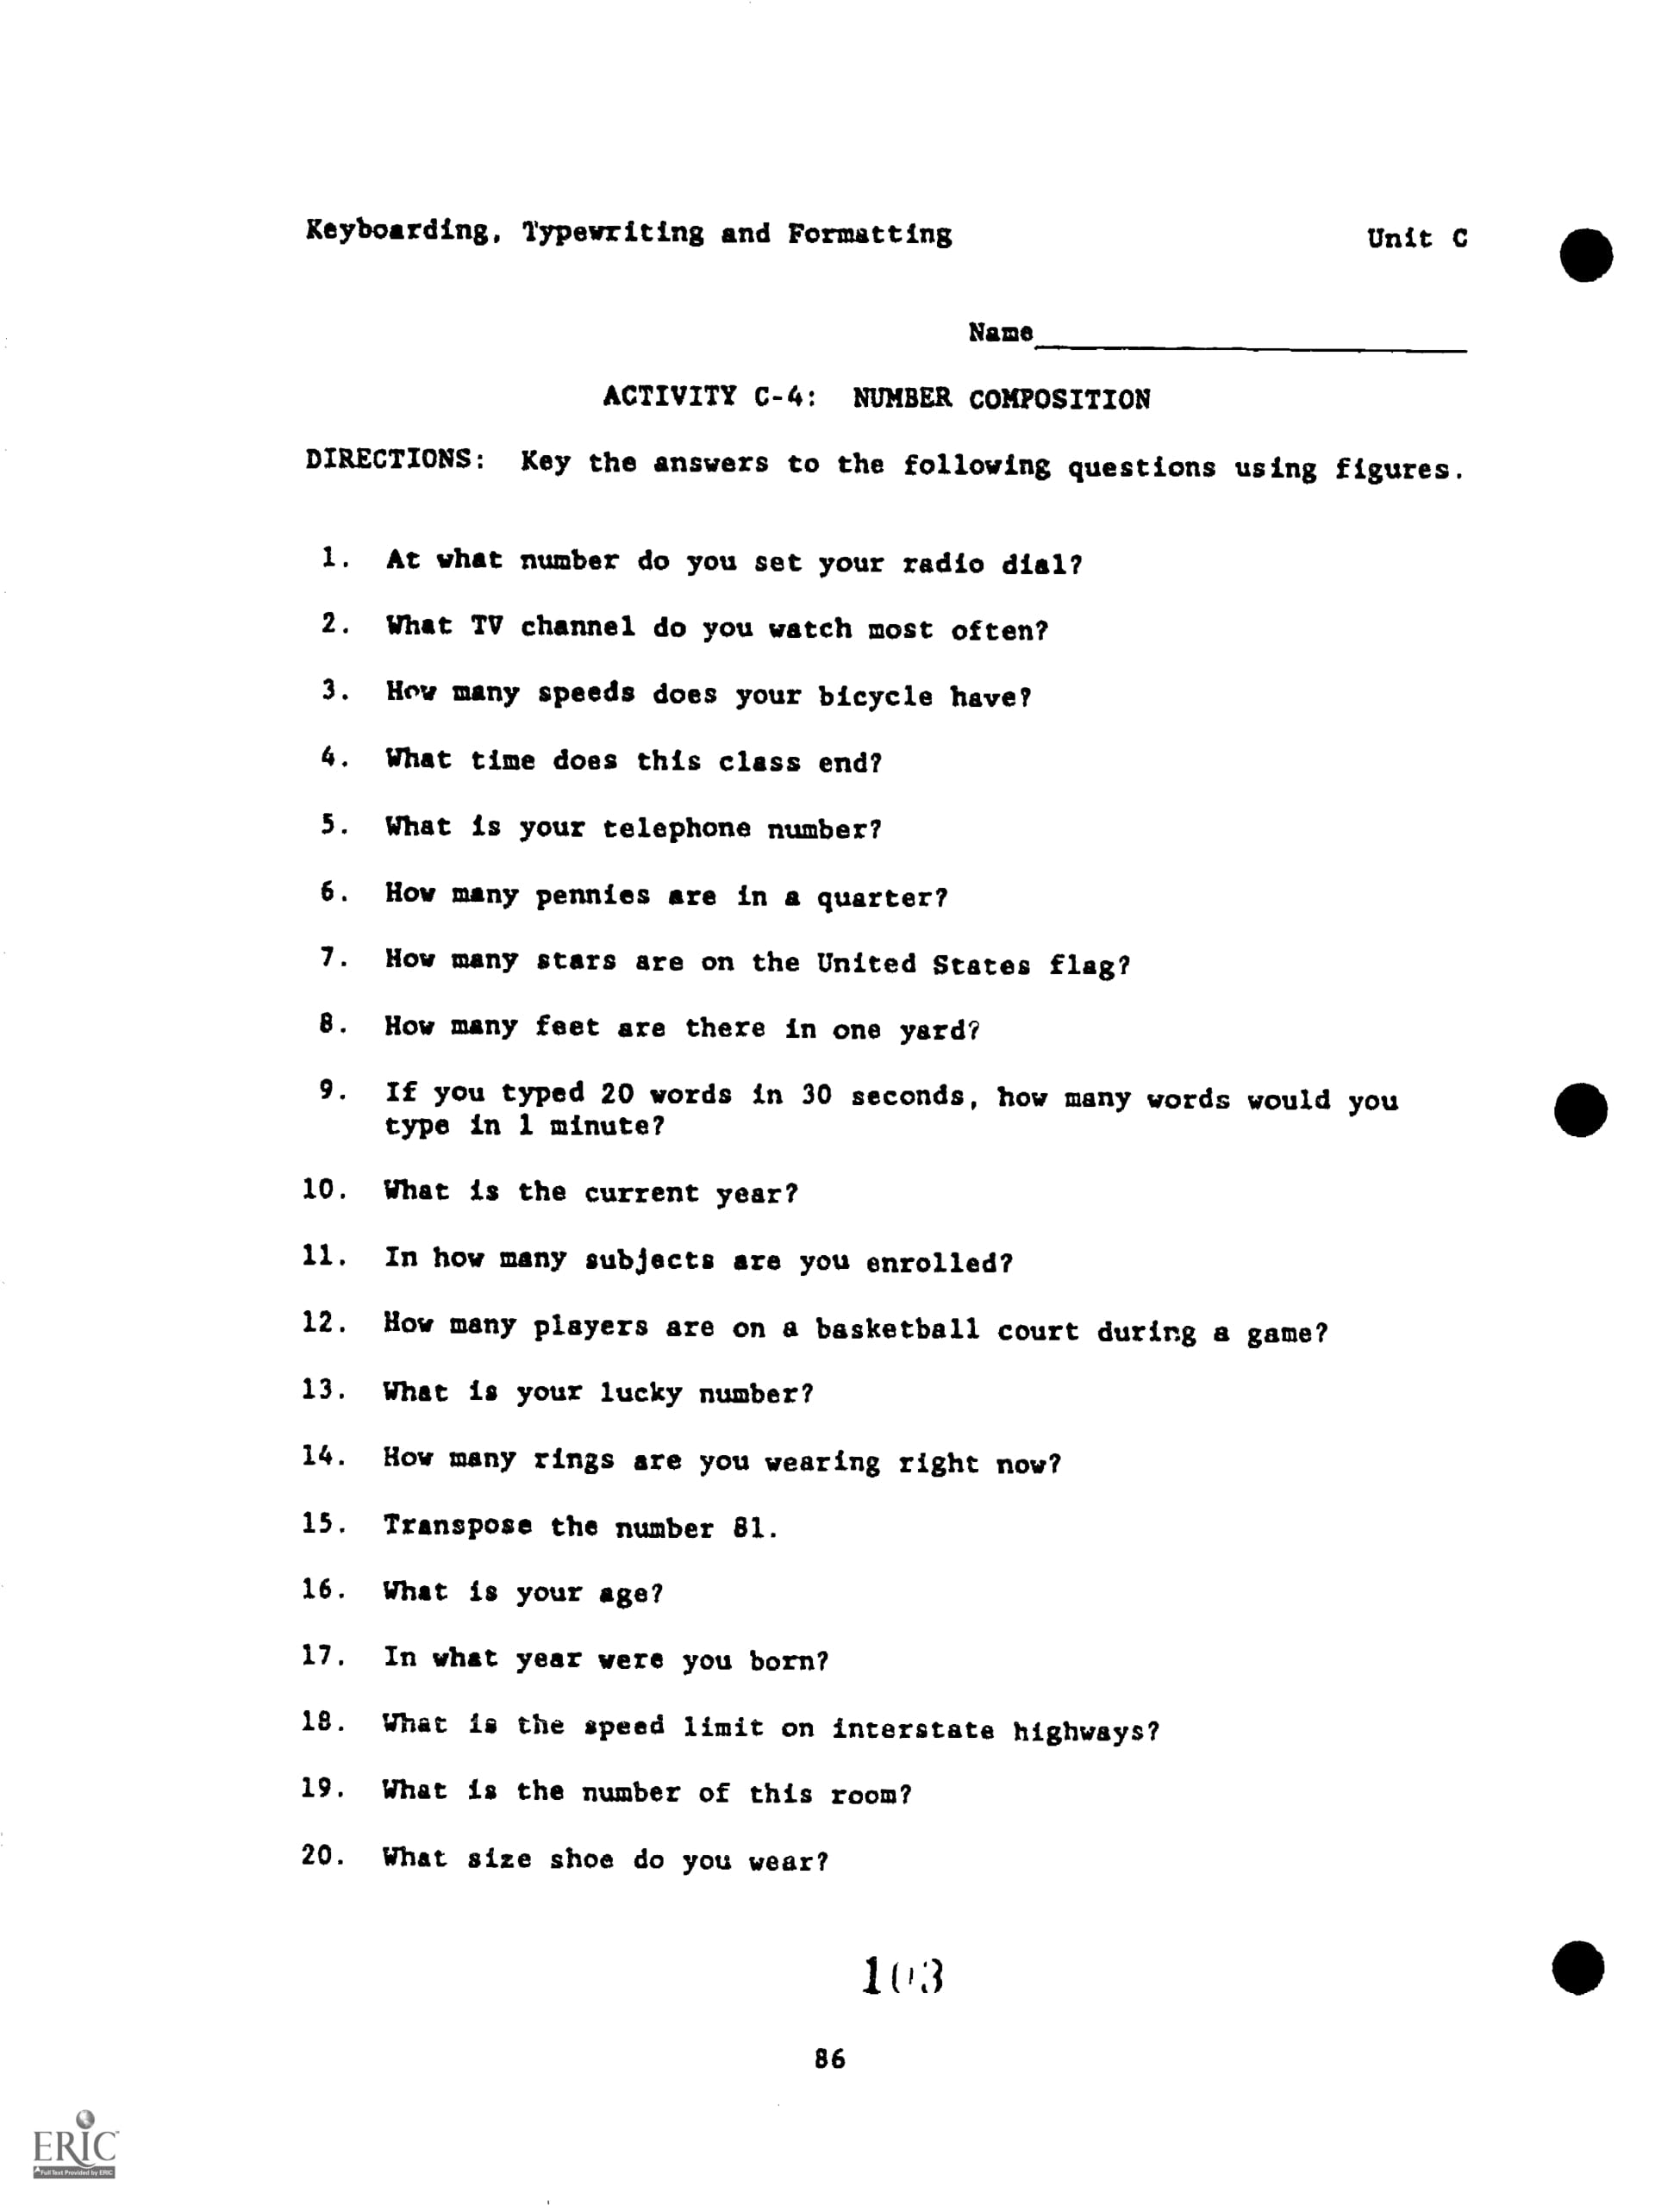 Keyboarding, Typewriting and Formatting Unit C
Name
ACTIVITY C-4: NUMBER COMPOSITION
DIRECTIONS: Key the answers to the following questions using figures.
1. At what number do you set your radio dial?
2. What TV channel do you watch most often?
3. How many speeds does your bicycle have?
4. What time does this class end?
5. What is your telephone number?
6. How many pennies are in a quarter?
7. How many stars are on the United States flag?
8. How many feet are there in one yard?
9. If you typed 20 words in 30 seconds, how many words would you
type in 1 minute?
10. What is the current year?
11. In how many subjects are you enrolled?
12. How many players are on a basketball court during a game?
13. What is your lucky number?
14. How many rings are you wearing right now?
15. Transpose the number 81.
16. What is your age?
17. In what year were you born?
18. What is the speed limit on interstate highways?
19. What is the number of this room?
20. What size shoe do you wear?
103
86
ERIC
Full Text Provided by ERIC